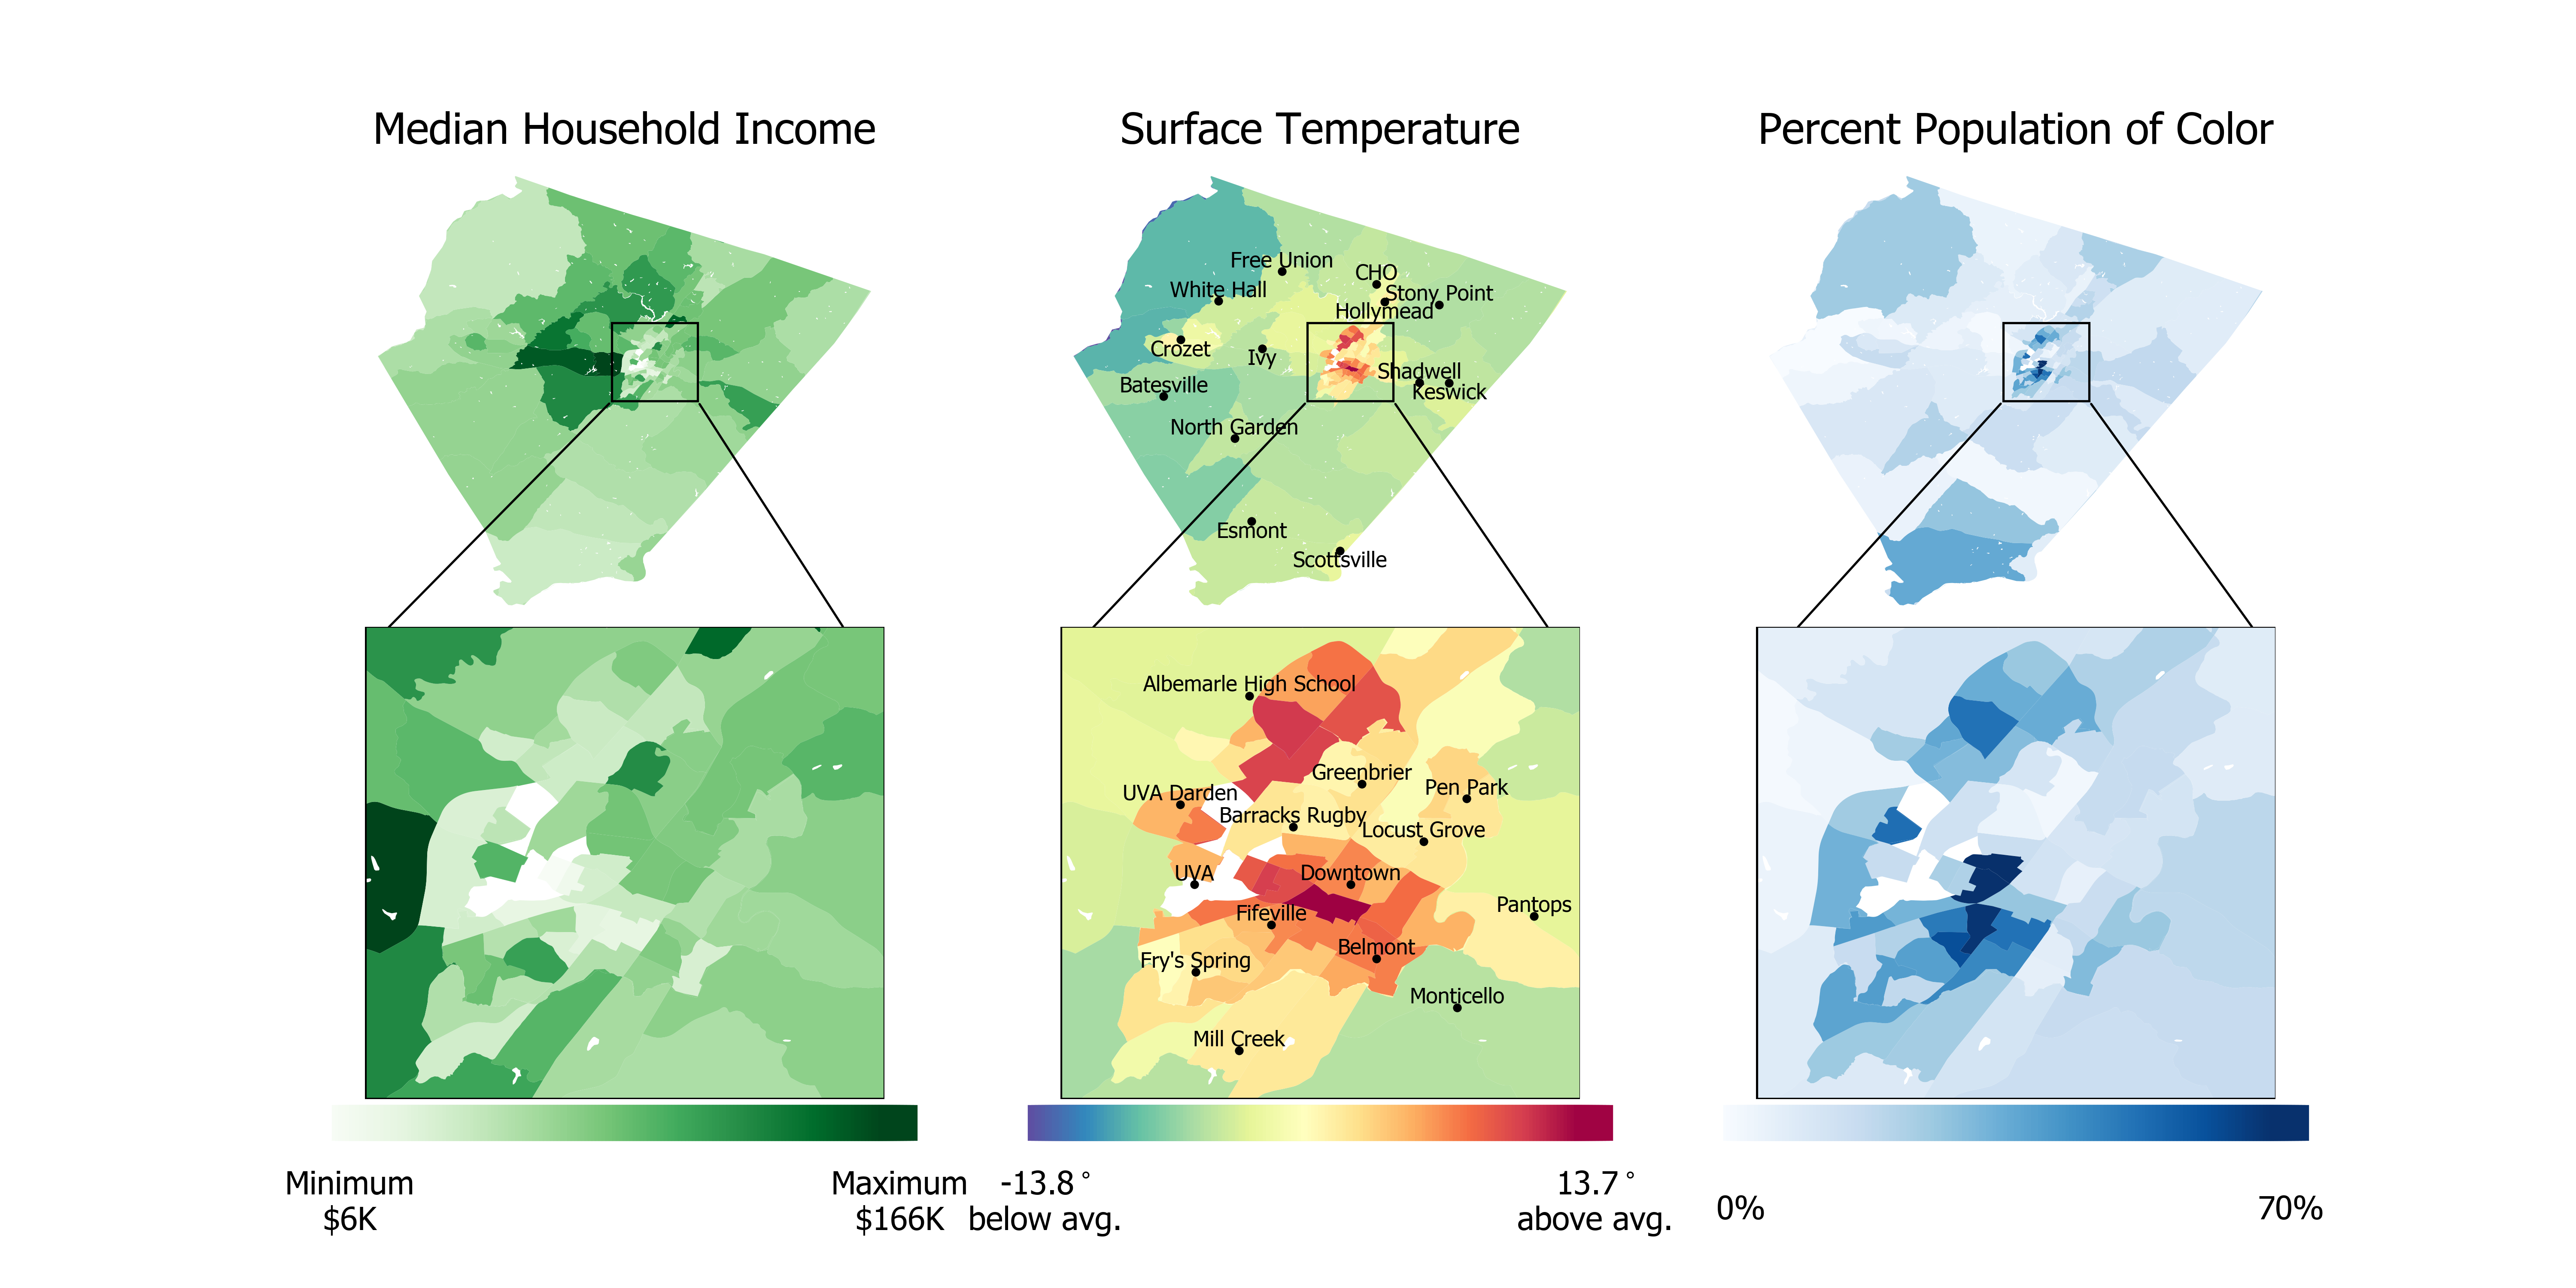 Median Household Income
Surface Temperature
Percent Population of Color
Free Union
CHO
White Hall
Stony Point
Hollymead
Crozet
Ivy
Shadwell
Batesville
Keswick
North Garden
Esmont
Scottsville
Albemarle High School
Greenbrier
UVA Darden
Pen Park
Barracks Rugby
Locust Grove
UVA
Downtown
Pantops
Fifeville
Belmont
Fry's Spring
Monticello
Mill Creek
Minimum
$6K
Maximum
$166K
-13.8°
below avg.
13.7°
above avg.
0%
70%